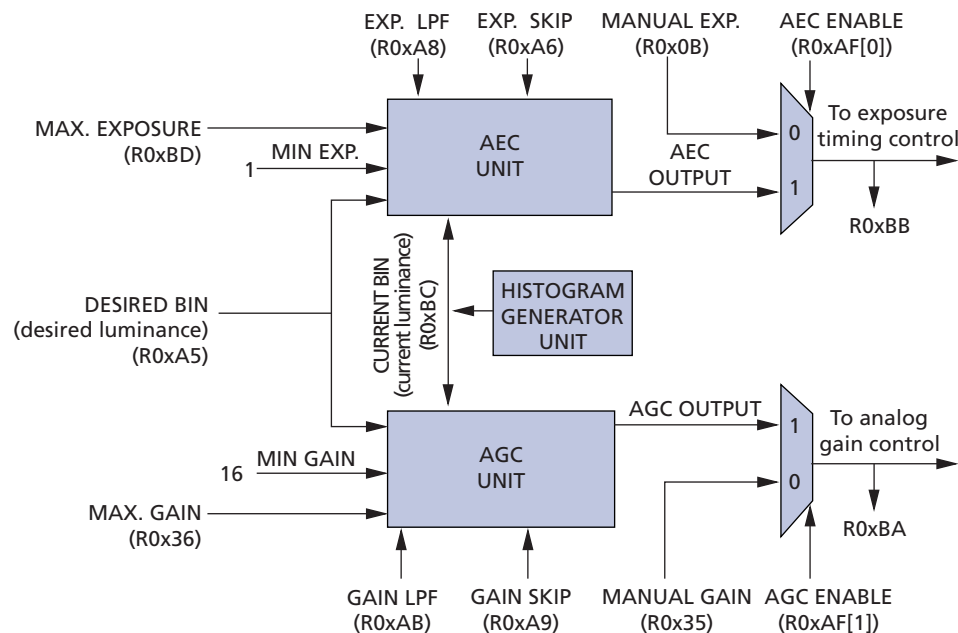 EXP. LPF
(R0xA8)
EXP. SKIP
(R0xA6)
MANUAL EXP.
(R0x0B)
AEC ENABLE
(R0xAF[0])
MAX. EXPOSURE
(R0xBD)
1
MIN EXP.
AEC
UNIT
AEC
OUTPUT
0
1
To exposure
timing control
R0xBB
DESIRED BIN
(desired luminance)
(R0xA5)
CURRENT BIN
(current luminance)
(R0xBC)
HISTOGRAM
GENERATOR
UNIT
AGC OUTPUT
1
0
To analog
gain control
R0xBA
16
MIN GAIN
AGC
UNIT
MAX. GAIN
(R0x36)
GAIN LPF
(R0xAB)
GAIN SKIP
(R0xA9)
MANUAL GAIN
(R0x35)
AGC ENABLE
(R0xAF[1])